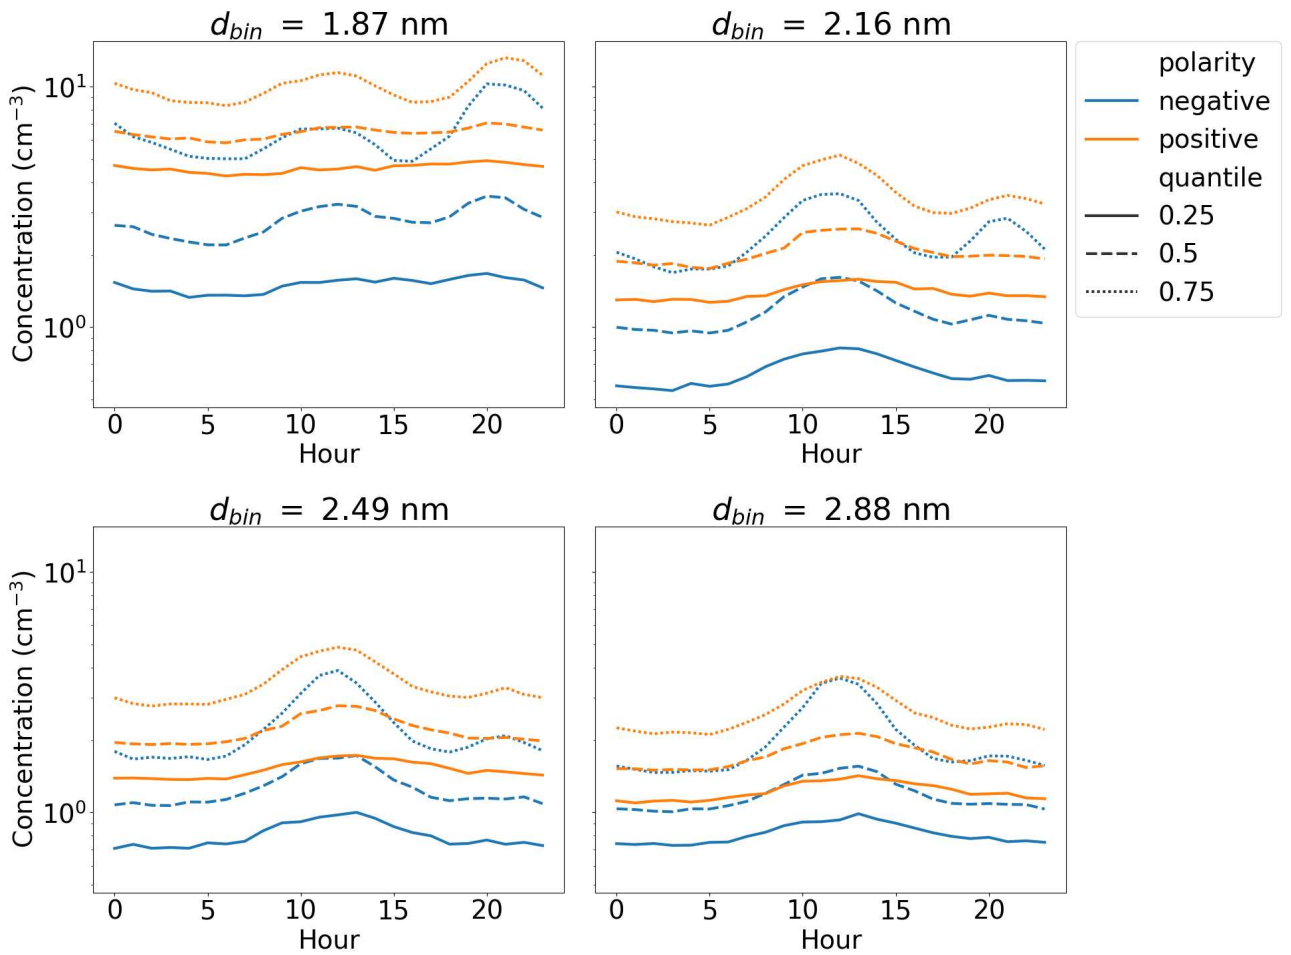 d_bin = 1.87 nm
d_bin = 2.16 nm
Concentration (cm⁻³)
10¹
10⁰
0 5 10 15 20
Hour
0 5 10 15 20
Hour
polarity
negative
positive
quantile
0.25
0.5
0.75
d_bin = 2.49 nm
d_bin = 2.88 nm
Concentration (cm⁻³)
10¹
10⁰
0 5 10 15 20
Hour
0 5 10 15 20
Hour